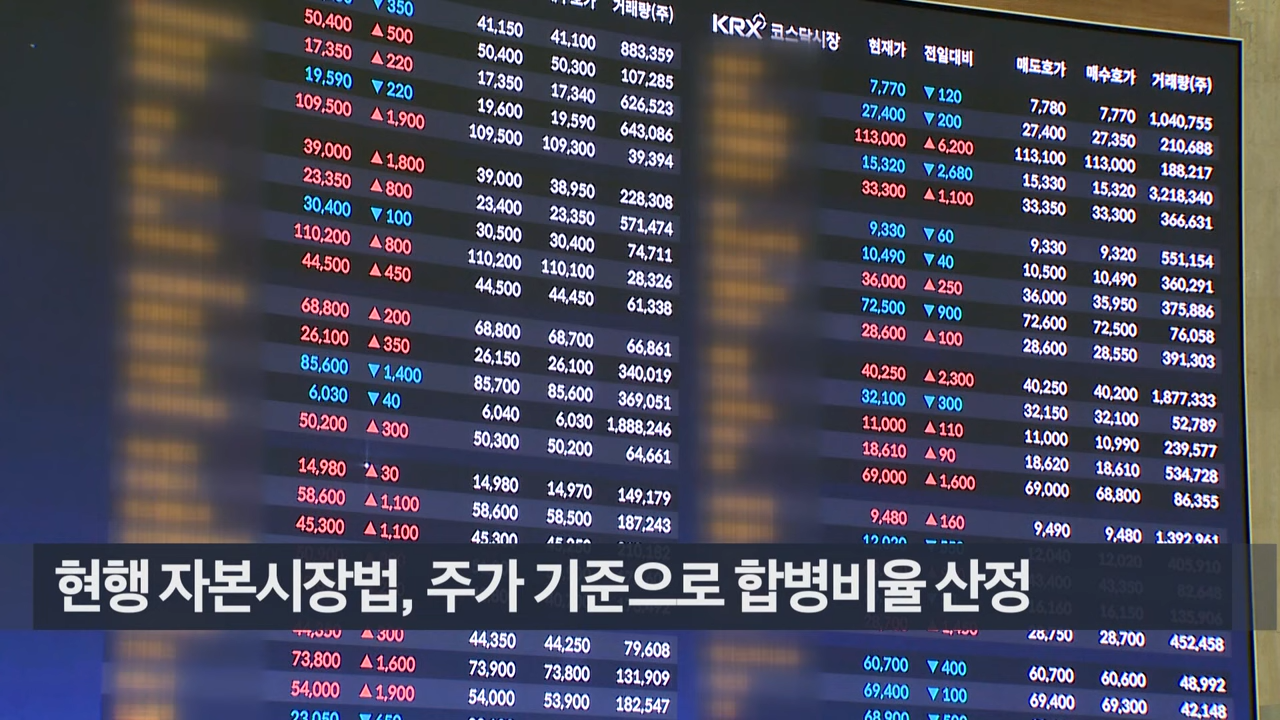 ▼350
50,400 ▲500 41,150 41,100 883,359
17,350 ▲220 50,400 50,300 107,285
19,590 ▼220 17,350 17,340 626,523
109,500 ▲1,900 19,600 19,590 643,086
109,500 109,300 39,394
39,000 ▲1,800 39,000 38,950 228,308
23,350 ▲800 23,400 23,350 571,474
30,400 ▼100 30,500 30,400 74,711
110,200 ▲800 110,200 110,100 28,326
44,500 ▲450 44,500 44,450 61,338
68,800 ▲200 68,800 68,700 66,861
26,100 ▲350 26,150 26,100 340,019
85,600 ▼1,400 85,700 85,600 369,051
6,030 ▼40 6,040 6,030 1,888,246
50,200 ▲300 50,300 50,200 64,661
14,980 ▲30 14,980 14,970 149,179
58,600 ▲1,100 58,600 58,500 187,243
45,300 ▲1,100 45,300
44,350 ▲300 44,350 44,250 79,608
73,800 ▲1,600 73,900 73,800 131,909
54,000 ▲1,900 54,000 53,900 182,547
거래량(주)
KRX 코스닥시장 현재가 전일대비 매도호가 매수호가 거래량(주)
7,770 ▼120 7,780 7,770 1,040,755
27,400 ▼200 27,400 27,350 210,688
113,000 ▲6,200 113,100 113,000 188,217
15,320 ▼2,680 15,330 15,320 3,218,340
33,300 ▲1,100 33,350 33,300 366,631
9,330 ▼60 9,330 9,320 551,154
10,490 ▼40 10,500 10,490 360,291
36,000 ▲250 36,000 35,950 375,886
72,500 ▼900 72,600 72,500 76,058
28,600 ▲100 28,600 28,550 391,303
40,250 ▲2,300 40,250 40,200 1,877,333
32,100 ▼300 32,150 32,100 52,789
11,000 ▲110 11,000 10,990 239,577
18,610 ▲90 18,620 18,610 534,728
69,000 ▲1,600 69,000 68,800 86,355
9,480 ▲160 9,490 9,480 1,392,961
28,750 28,700 452,458
60,700 ▼400 60,700 60,600 48,992
69,400 ▼100 69,400 69,300 42,148
현행 자본시장법, 주가 기준으로 합병비율 산정